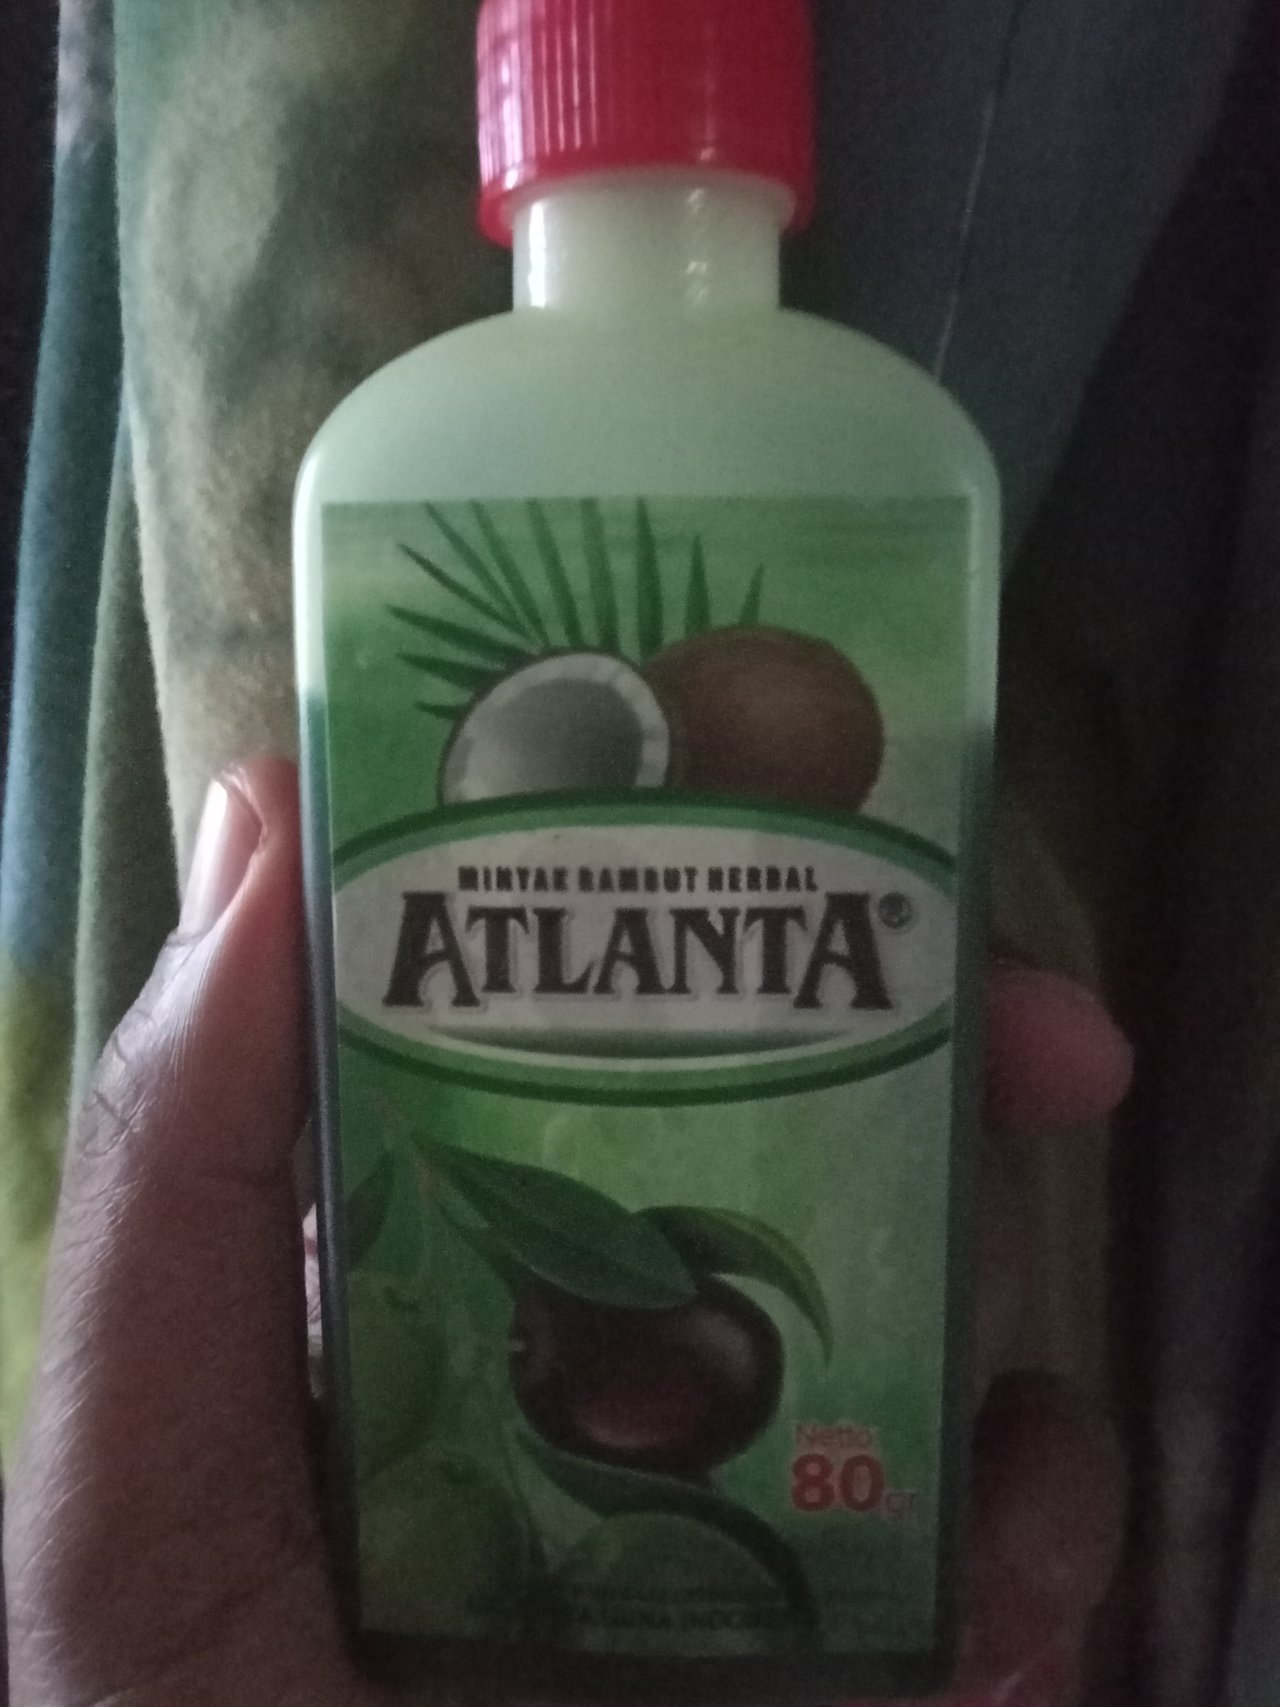 MINYAK RAMBUT HERBAL
ATLANTA®
Netto:
80gr